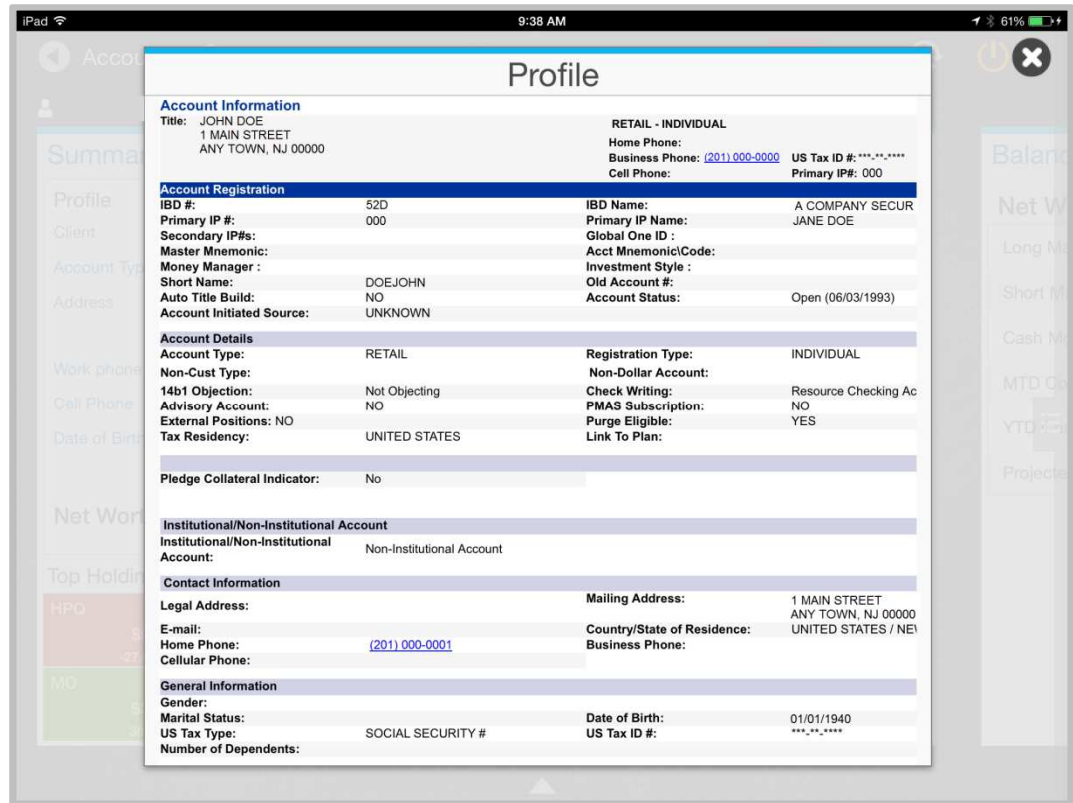 iPad 9:38 AM 61%
Profile
Account Information
Title: JOHN DOE
1 MAIN STREET
ANY TOWN, NJ 00000
RETAIL - INDIVIDUAL
Home Phone:
Business Phone: (201) 000-0000 US Tax ID #: ***-**-****
Cell Phone: Primary IP#: 000
Account Registration
IBD #: 52D IBD Name: A COMPANY SECUR
Primary IP #: 000 Primary IP Name: JANE DOE
Secondary IP#s: Global One ID :
Master Mnemonic: Acct Mnemonic\Code:
Money Manager : Investment Style :
Short Name: DOEJOHN Old Account #:
Auto Title Build: NO Account Status: Open (06/03/1993)
Account Initiated Source: UNKNOWN
Account Details
Account Type: RETAIL Registration Type: INDIVIDUAL
Non-Cust Type: Non-Dollar Account:
14b1 Objection: Not Objecting Check Writing: Resource Checking Ac
Advisory Account: NO PMAS Subscription: NO
External Positions: NO Purge Eligible: YES
Tax Residency: UNITED STATES Link To Plan:
Pledge Collateral Indicator: No
Institutional/Non-Institutional Account
Institutional/Non-Institutional
Account: Non-Institutional Account
Contact Information
Legal Address: Mailing Address: 1 MAIN STREET
ANY TOWN, NJ 00000
E-mail: Country/State of Residence: UNITED STATES / NE
Home Phone: (201) 000-0001 Business Phone:
Cellular Phone:
General Information
Gender:
Marital Status: Date of Birth: 01/01/1940
US Tax Type: SOCIAL SECURITY # US Tax ID #: ***-**-****
Number of Dependents:
Summar
Profile
Client
Account Typ
Address
Work phone
Cell Phone
Date of Birth
Net Wort
Top Holdin
HPQ
MO
Balanc
Net W
Long Ma
Short M
Cash M
MTD Co
YTD
Projecte